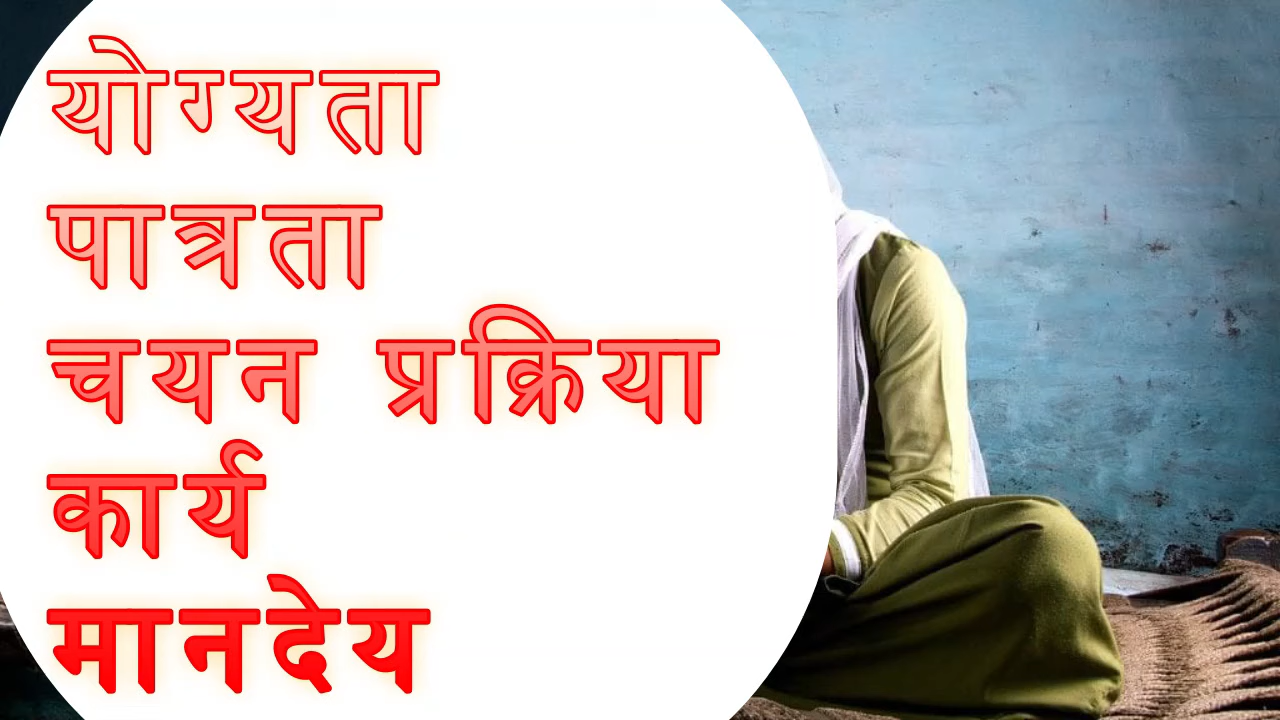 योग्यता
पात्रता
चयन प्रक्रिया
कार्य
मानदेय